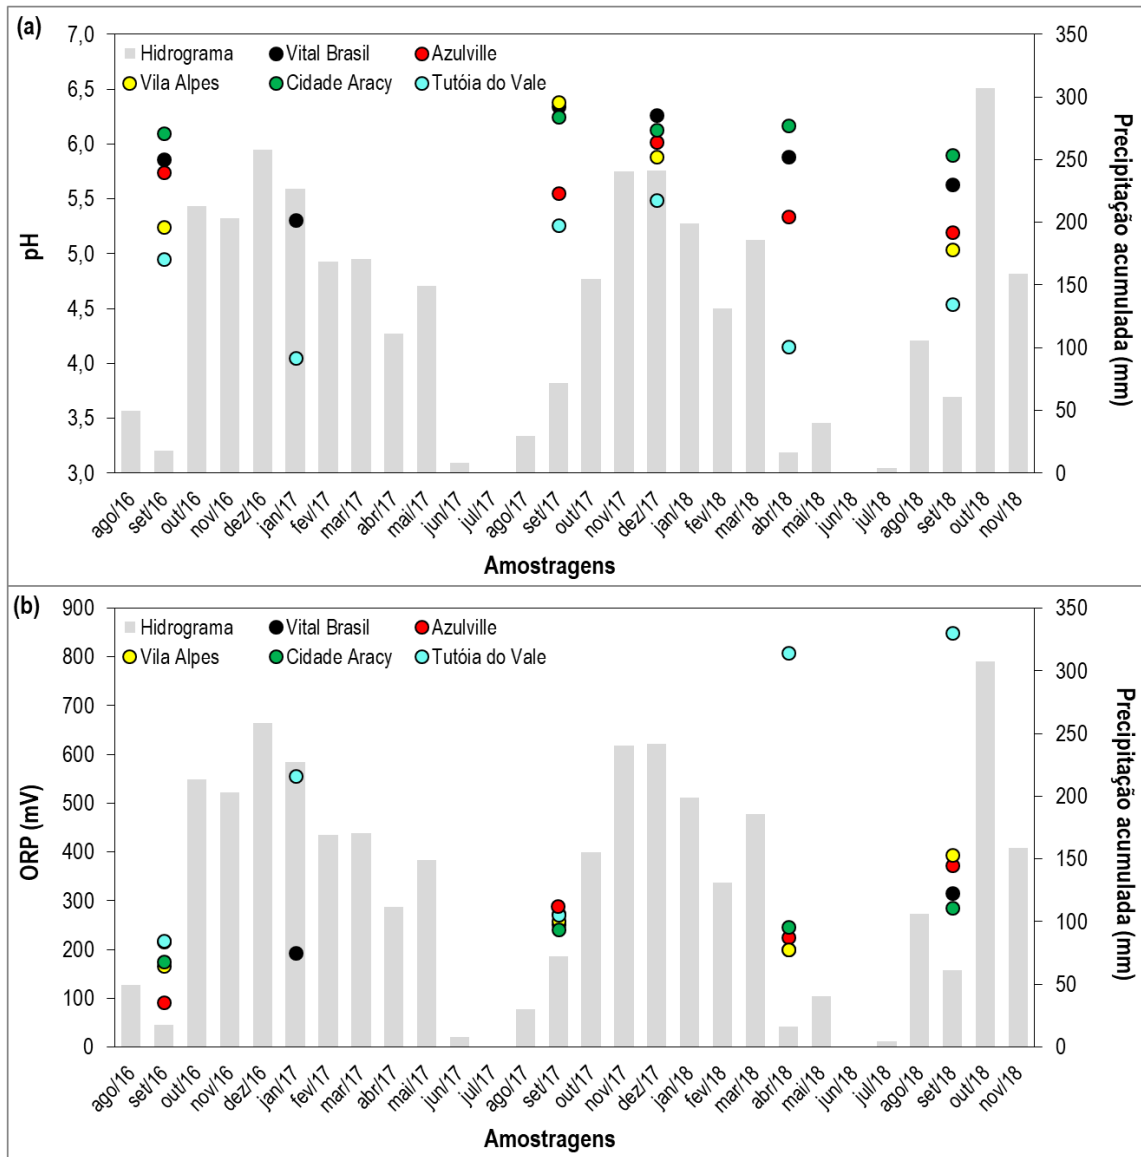 (a)
7,0
6,5
6,0
5,5
5,0
4,5
4,0
3,5
3,0
pH
Hidrograma Vital Brasil Azulville
Vila Alpes Cidade Aracy Tutóia do Vale
350
300
250
200
150
100
50
0
Precipitação acumulada (mm)
ago/16 set/16 out/16 nov/16 dez/16 jan/17 fev/17 mar/17 abr/17 mai/17 jun/17 jul/17 ago/17 set/17 out/17 nov/17 dez/17 jan/18 fev/18 mar/18 abr/18 mai/18 jun/18 jul/18 ago/18 set/18 out/18 nov/18
Amostragens
(b)
900
800
700
600
500
400
300
200
100
0
ORP (mV)
Hidrograma Vital Brasil Azulville
Vila Alpes Cidade Aracy Tutóia do Vale
350
300
250
200
150
100
50
0
Precipitação acumulada (mm)
ago/16 set/16 out/16 nov/16 dez/16 jan/17 fev/17 mar/17 abr/17 mai/17 jun/17 jul/17 ago/17 set/17 out/17 nov/17 dez/17 jan/18 fev/18 mar/18 abr/18 mai/18 jun/18 jul/18 ago/18 set/18 out/18 nov/18
Amostragens